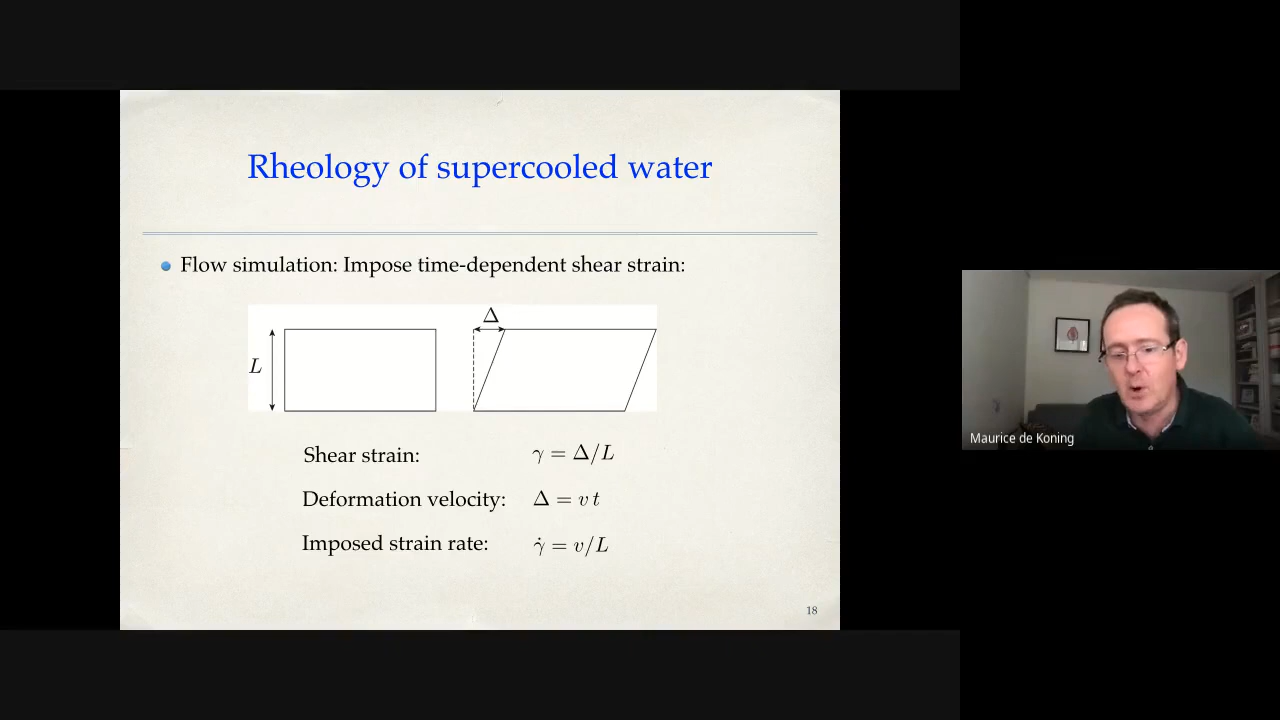 Rheology of supercooled water
Flow simulation: Impose time-dependent shear strain:
Δ
L
Shear strain: γ = Δ/L
Deformation velocity: Δ = v t
Imposed strain rate: γ̇ = v/L
18
Maurice de Koning